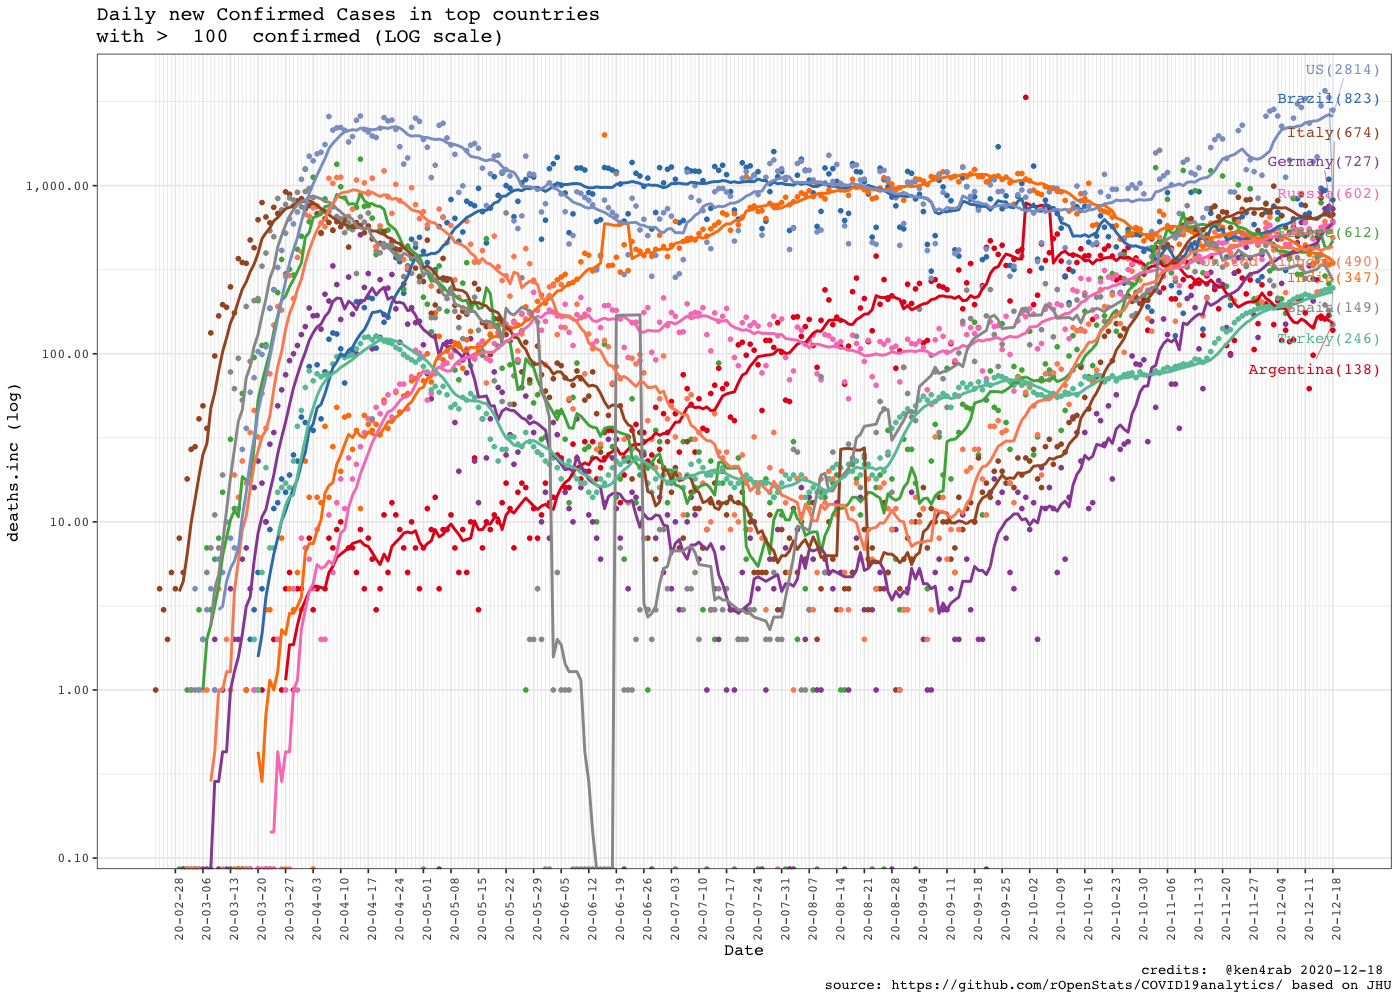 Daily new Confirmed Cases in top countries
with >  100  confirmed (LOG scale)
US(2814)
Brazil(823)
Italy(674)
Germany(727)
Russia(602)
France(612)
United Kingdom(490)
India(347)
Spain(149)
Turkey(246)
Argentina(138)
deaths.inc (log)
1,000.00
100.00
10.00
1.00
0.10
20-02-28
20-03-06
20-03-13
20-03-20
20-03-27
20-04-03
20-04-10
20-04-17
20-04-24
20-05-01
20-05-08
20-05-15
20-05-22
20-05-29
20-06-05
20-06-12
20-06-19
20-06-26
20-07-03
20-07-10
20-07-17
20-07-24
20-07-31
20-08-07
20-08-14
20-08-21
20-08-28
20-09-04
20-09-11
20-09-18
20-09-25
20-10-02
20-10-09
20-10-16
20-10-23
20-10-30
20-11-06
20-11-13
20-11-20
20-11-27
20-12-04
20-12-11
20-12-18
Date
credits:  @ken4rab 2020-12-18
source: https://github.com/rOpenStats/COVID19analytics/ based on JHU